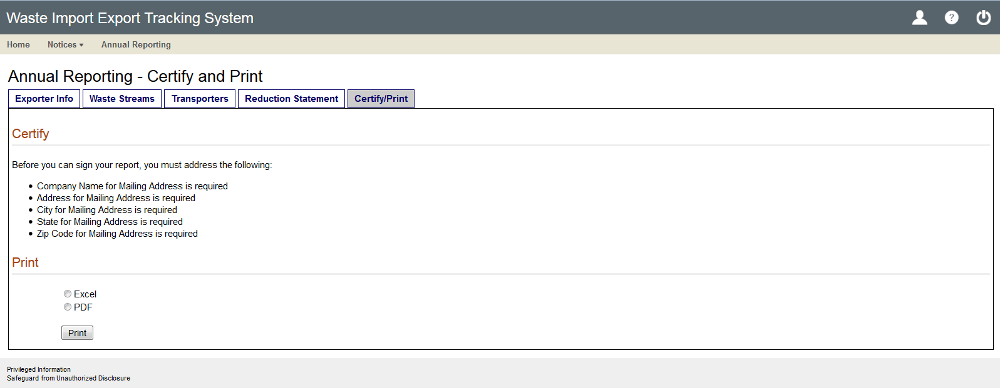 Waste Import Export Tracking System
Home Notices Annual Reporting
Annual Reporting - Certify and Print
Exporter Info Waste Streams Transporters Reduction Statement Certify/Print
Certify
Before you can sign your report, you must address the following:
• Company Name for Mailing Address is required
• Address for Mailing Address is required
• City for Mailing Address is required
• State for Mailing Address is required
• Zip Code for Mailing Address is required
Print
Excel
PDF
Print
Privileged Information
Safeguard from Unauthorized Disclosure